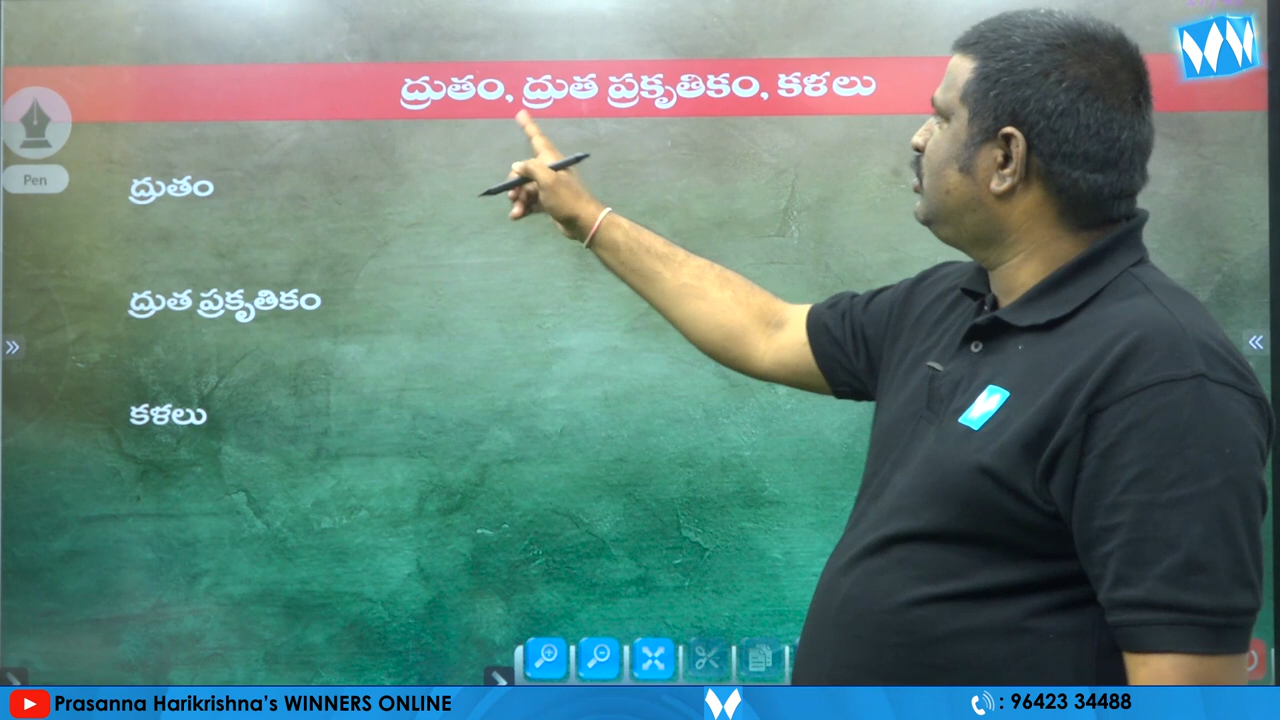 ద్రుతం, ద్రుత ప్రకృతికం, కళలు
Pen
ద్రుతం
ద్రుత ప్రకృతికం
కళలు
Prasanna Harikrishna's WINNERS ONLINE
: 96423 34488